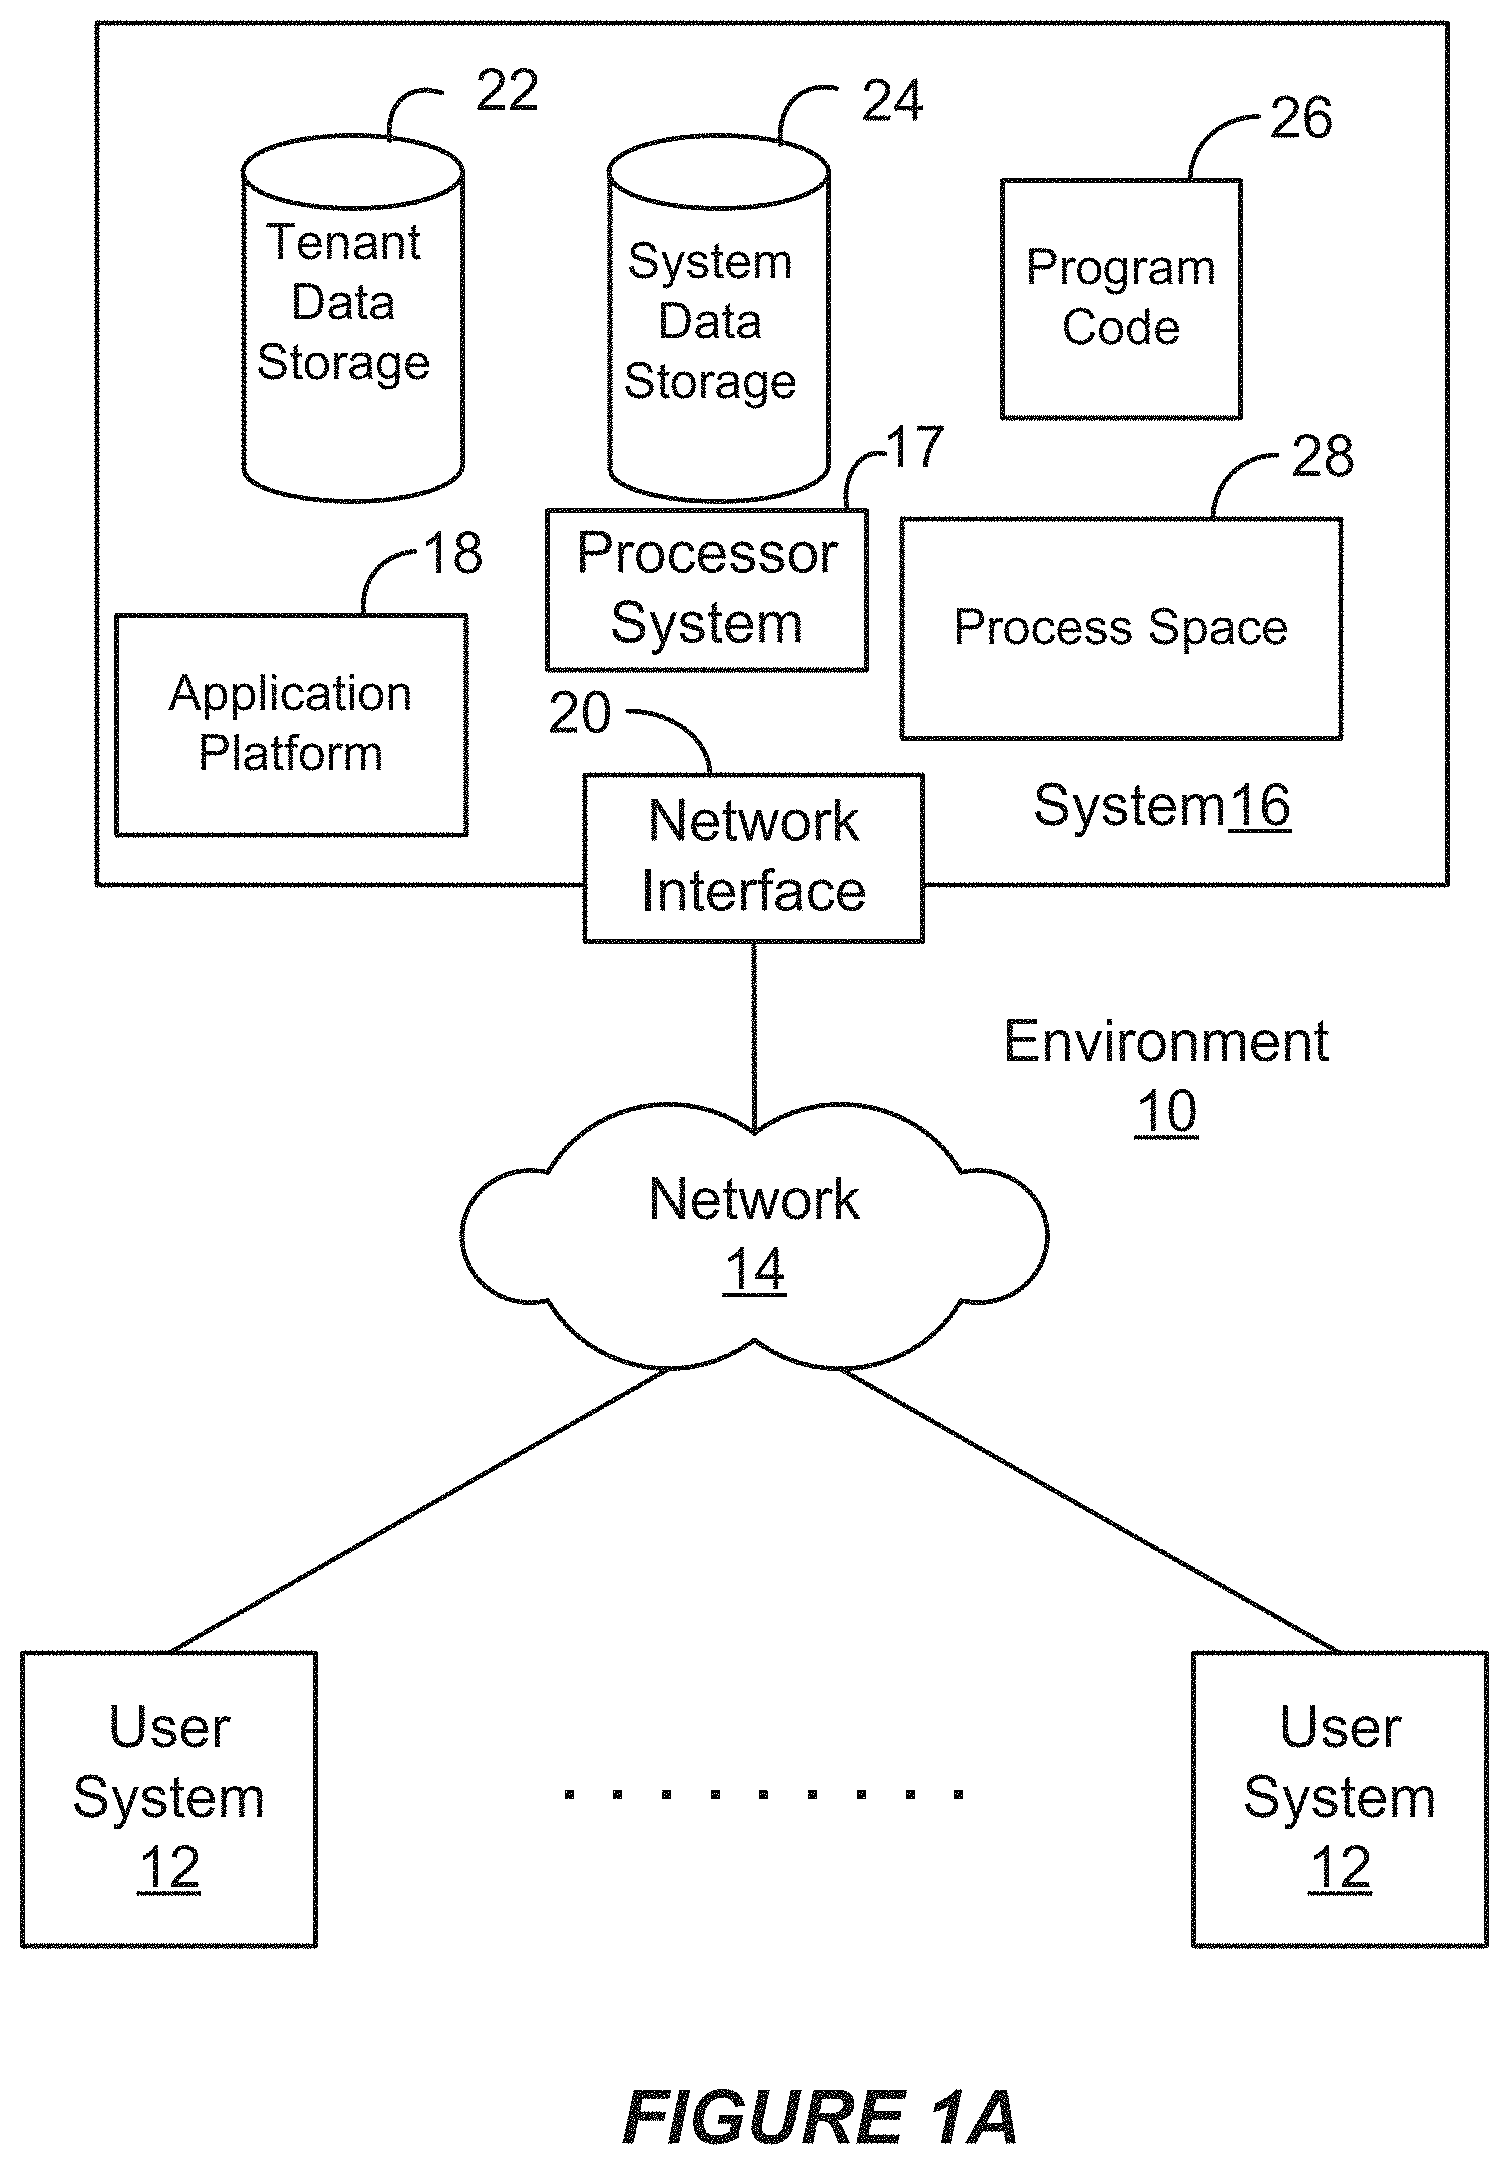 22
24
26
Tenant
Data
Storage
System
Data
Storage
Program
Code
17
28
18
Processor
System
Process Space
Application
Platform
20
Network
Interface
System16
Environment
10
Network
14
User
System
12
. . . . . . . . .
User
System
12
FIGURE 1A